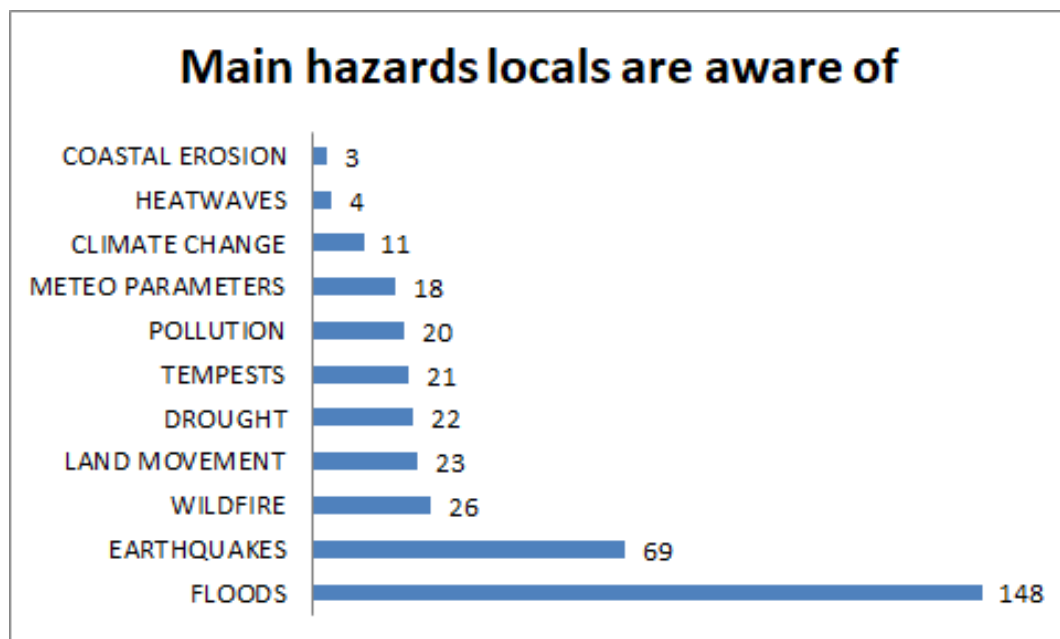 Main hazards locals are aware of
COASTAL EROSION 3
HEATWAVES 4
CLIMATE CHANGE 11
METEO PARAMETERS 18
POLLUTION 20
TEMPESTS 21
DROUGHT 22
LAND MOVEMENT 23
WILDFIRE 26
EARTHQUAKES 69
FLOODS 148